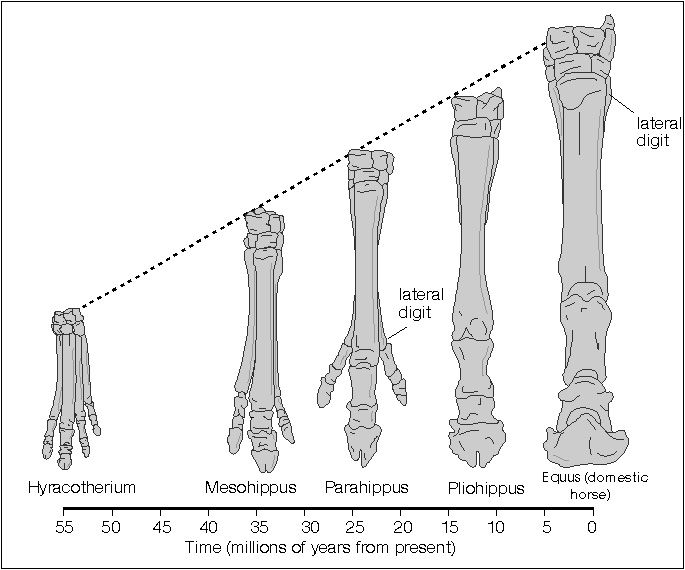 lateral
digit
lateral
digit
Hyracotherium
Mesohippus
Parahippus
Pliohippus
Equus (domestic
horse)
55 50 45 40 35 30 25 20 15 10 5 0
Time (millions of years from present)